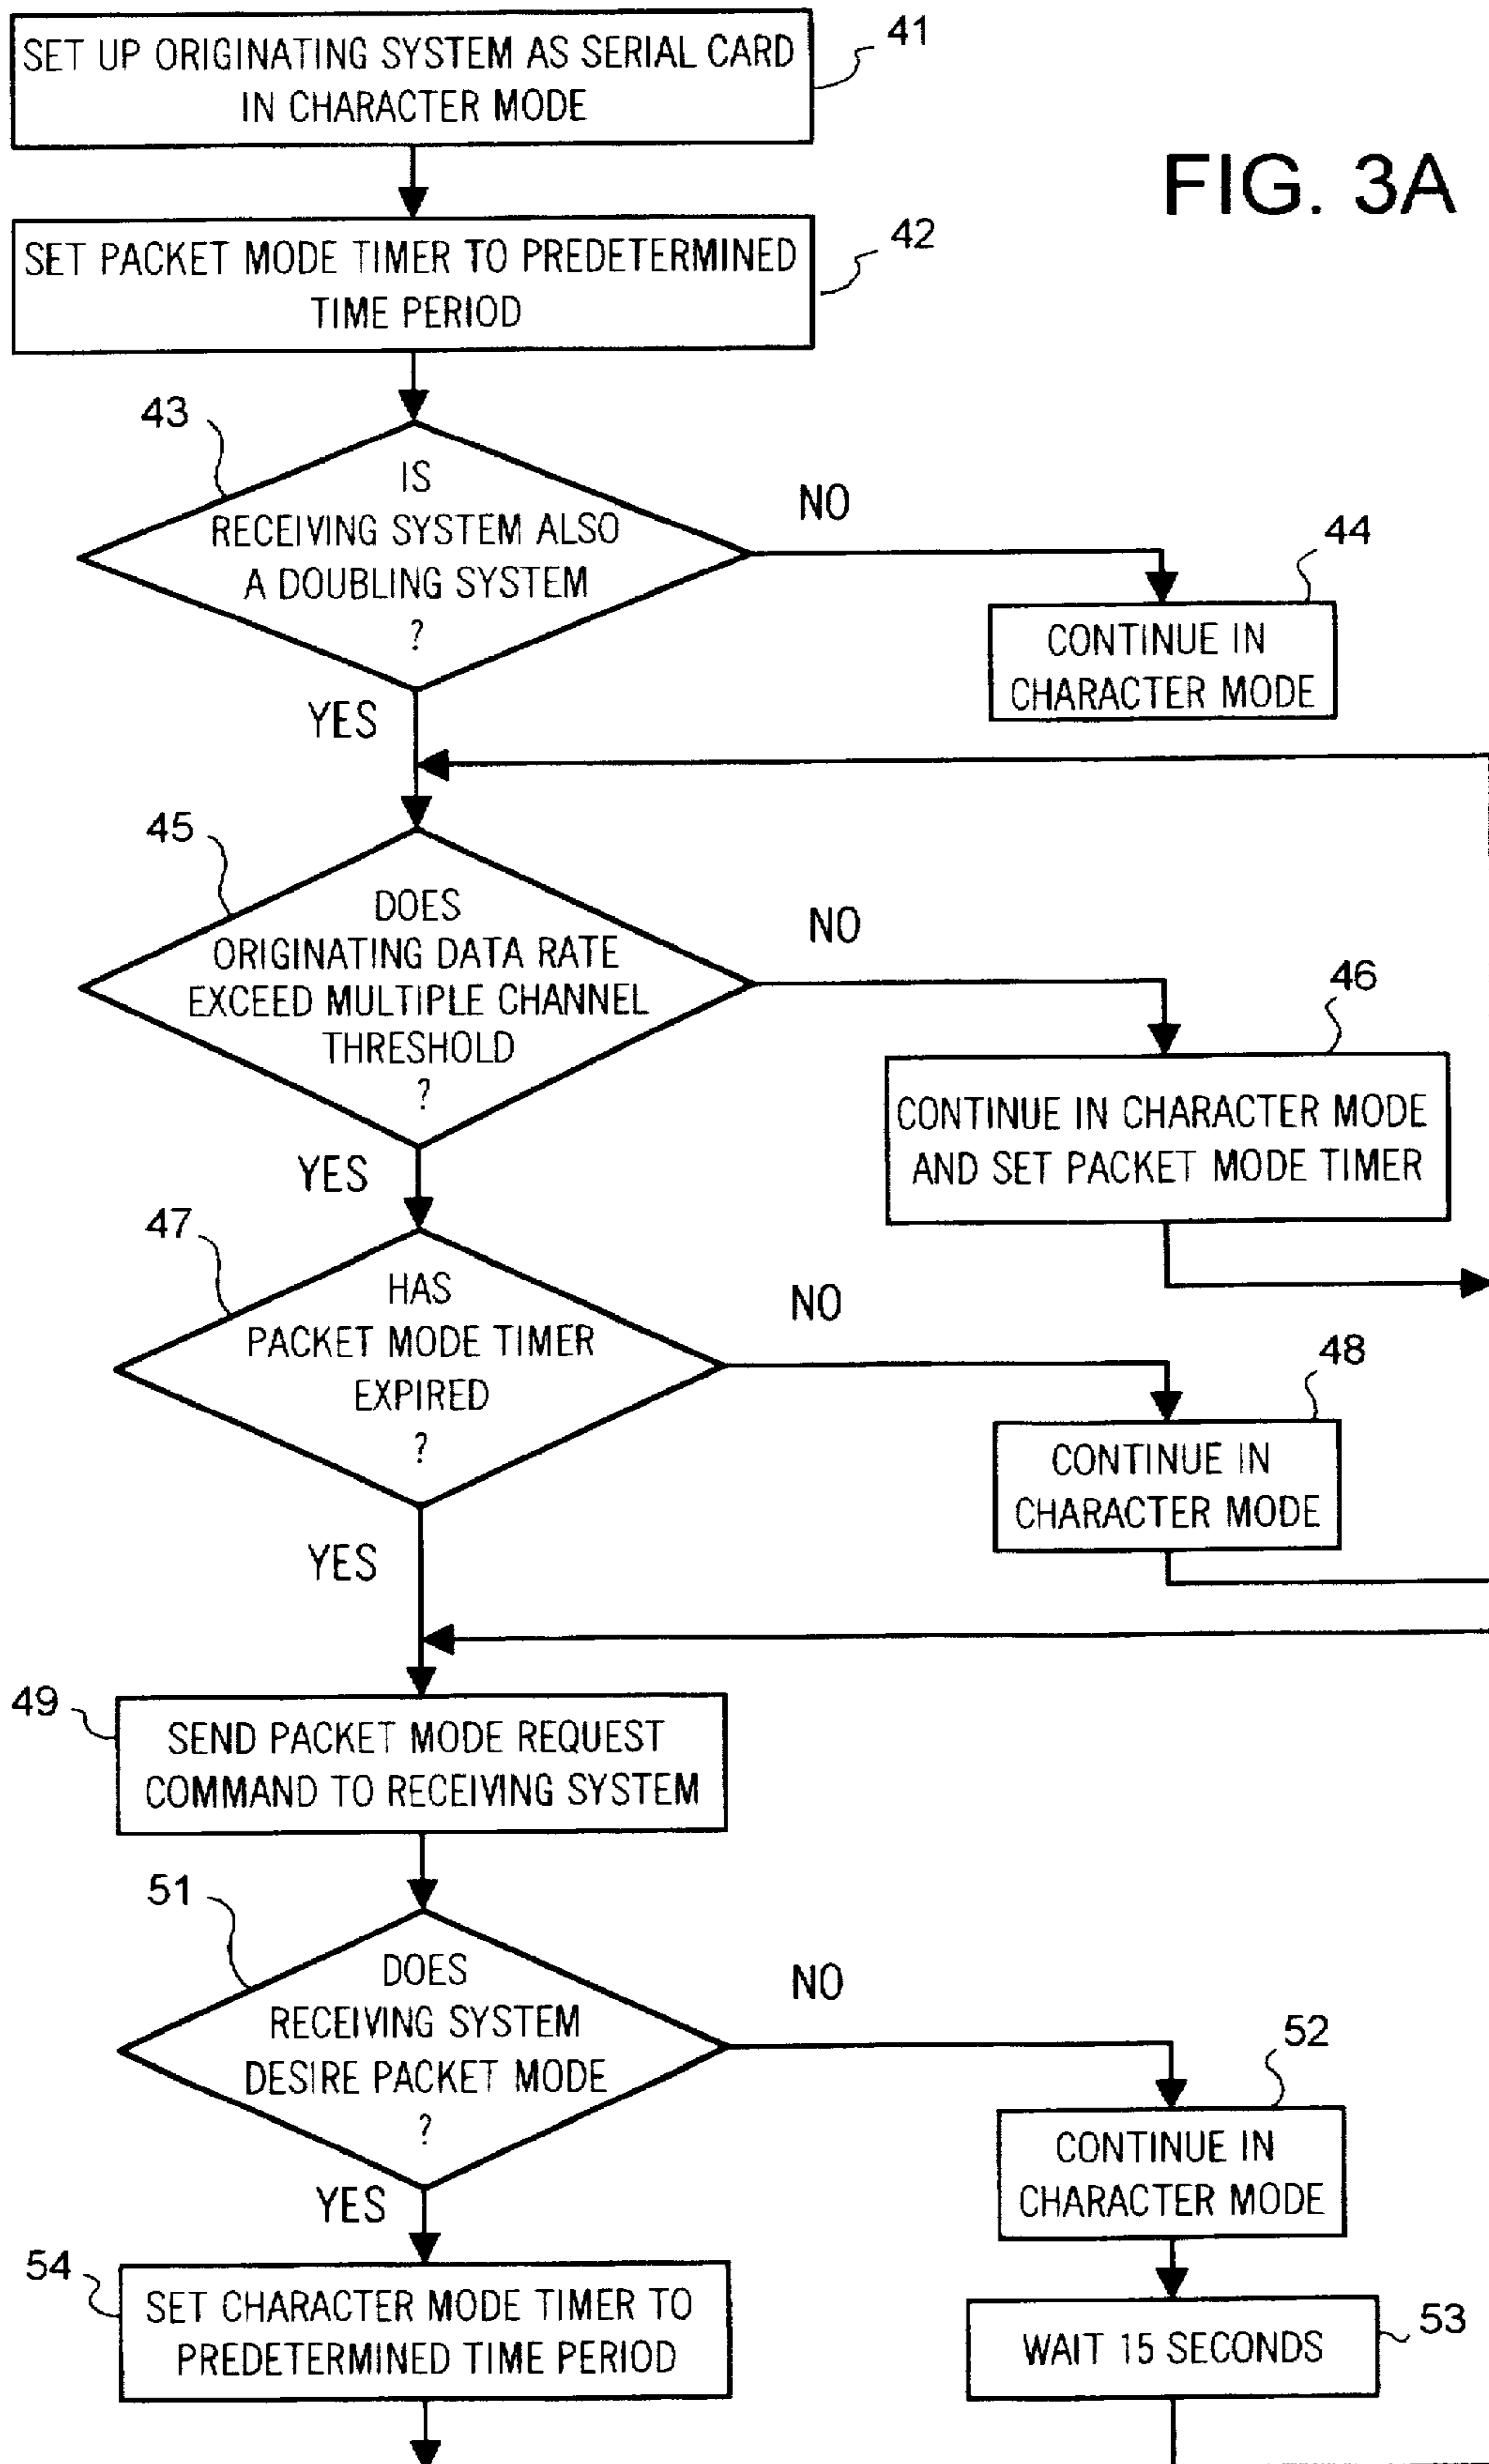 SET UP ORIGINATING SYSTEM AS SERIAL CARD
IN CHARACTER MODE
41
FIG. 3A
SET PACKET MODE TIMER TO PREDETERMINED
TIME PERIOD
42
43
IS
RECEIVING SYSTEM ALSO
A DOUBLING SYSTEM
?
NO
44
CONTINUE IN
CHARACTER MODE
YES
45
DOES
ORIGINATING DATA RATE
EXCEED MULTIPLE CHANNEL
THRESHOLD
?
NO
46
CONTINUE IN CHARACTER MODE
AND SET PACKET MODE TIMER
YES
47
HAS
PACKET MODE TIMER
EXPIRED
?
NO
48
CONTINUE IN
CHARACTER MODE
YES
49
SEND PACKET MODE REQUEST
COMMAND TO RECEIVING SYSTEM
51
DOES
RECEIVING SYSTEM
DESIRE PACKET MODE
?
NO
52
CONTINUE IN
CHARACTER MODE
YES
54
SET CHARACTER MODE TIMER TO
PREDETERMINED TIME PERIOD
WAIT 15 SECONDS
53